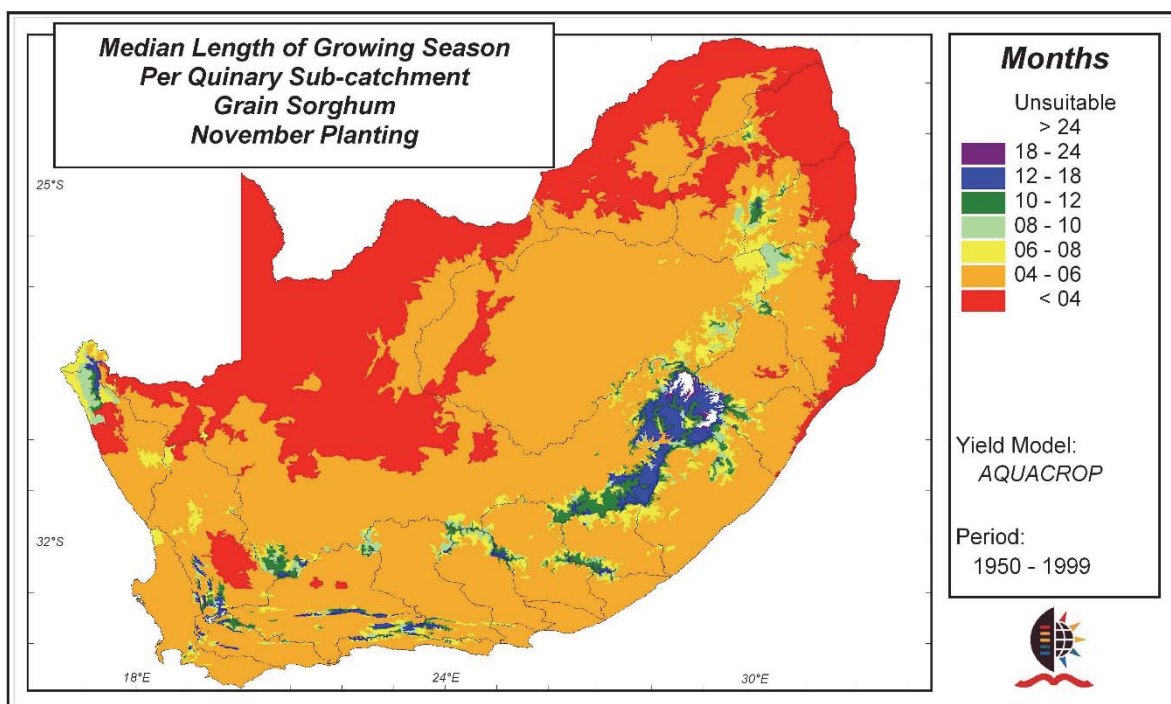 Median Length of Growing Season
Per Quinary Sub-catchment
Grain Sorghum
November Planting
25°S
32°S
18°E
24°E
30°E
Months
Unsuitable
> 24
18 - 24
12 - 18
10 - 12
08 - 10
06 - 08
04 - 06
< 04
Yield Model:
AQUACROP
Period:
1950 - 1999